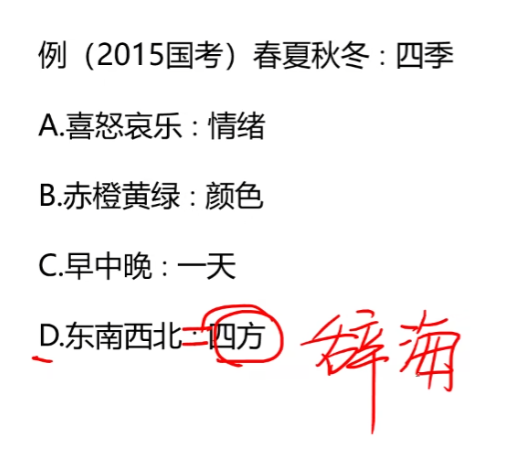 例（2015国考）春夏秋冬：四季
A.喜怒哀乐：情绪
B.赤橙黄绿：颜色
C.早中晚：一天
D.东南西北：四方 辞海